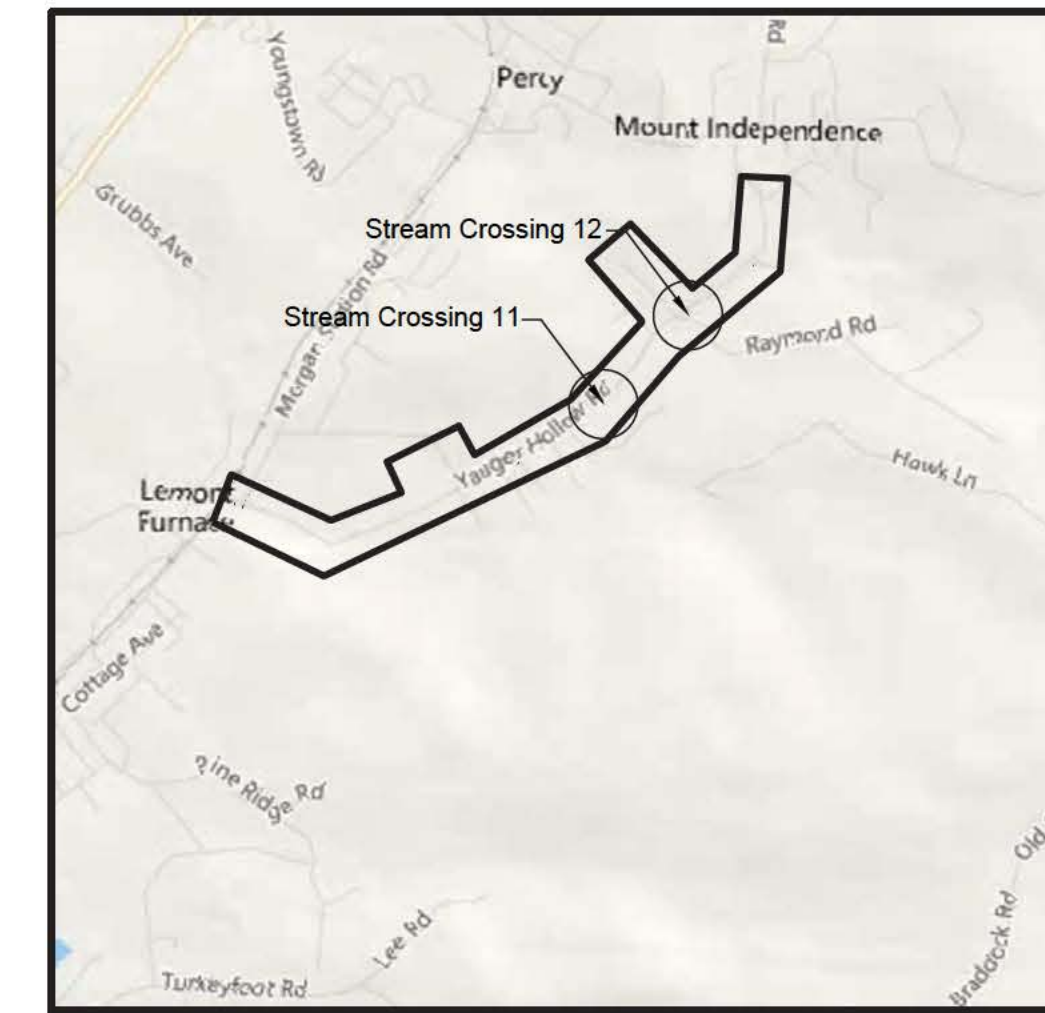 Youngstown Rd
Percy
Rd
Mount Independence
Grubbs Ave
Stream Crossing 12
Morgan Station Rd
Stream Crossing 11
Raymond Rd
Yauger Hollow Rd
Hawk Ln
Lemont
Furnace
Cottage Ave
Pine Ridge Rd
Old
Lee Rd
Braddock Rd
Turkeyfoot Rd